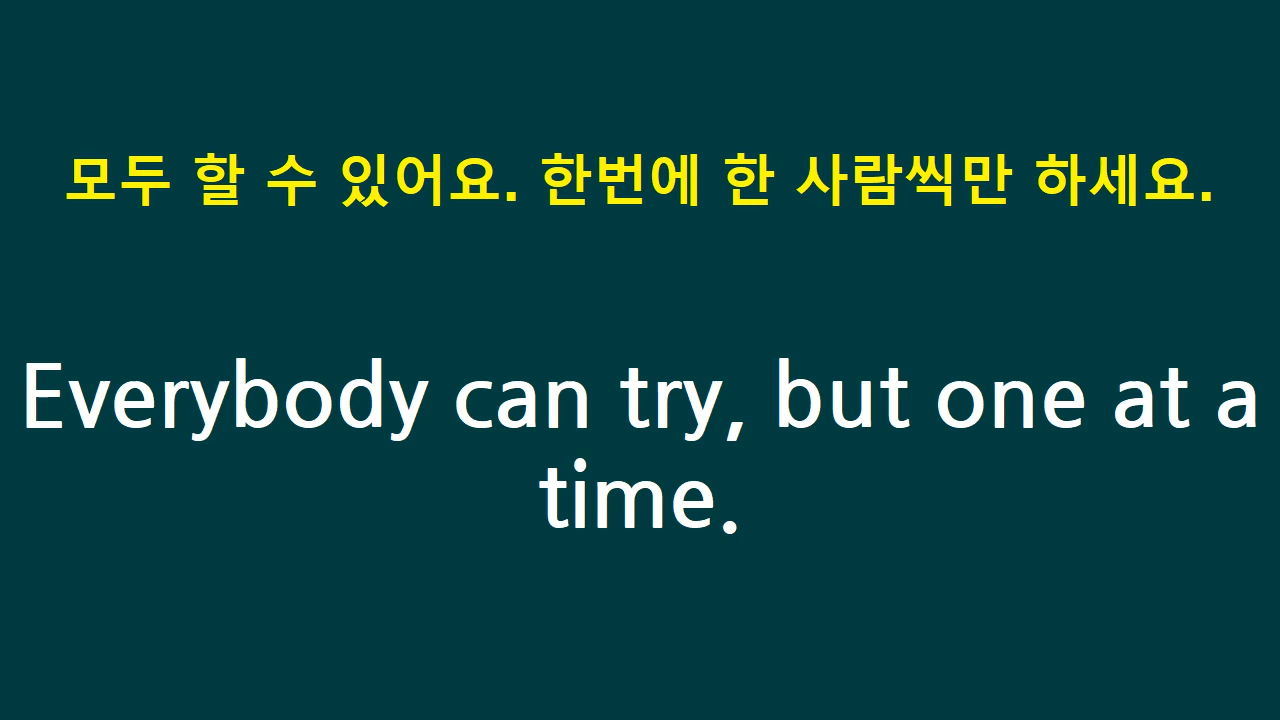 모두 할 수 있어요. 한번에 한 사람씩만 하세요.
Everybody can try, but one at a
time.